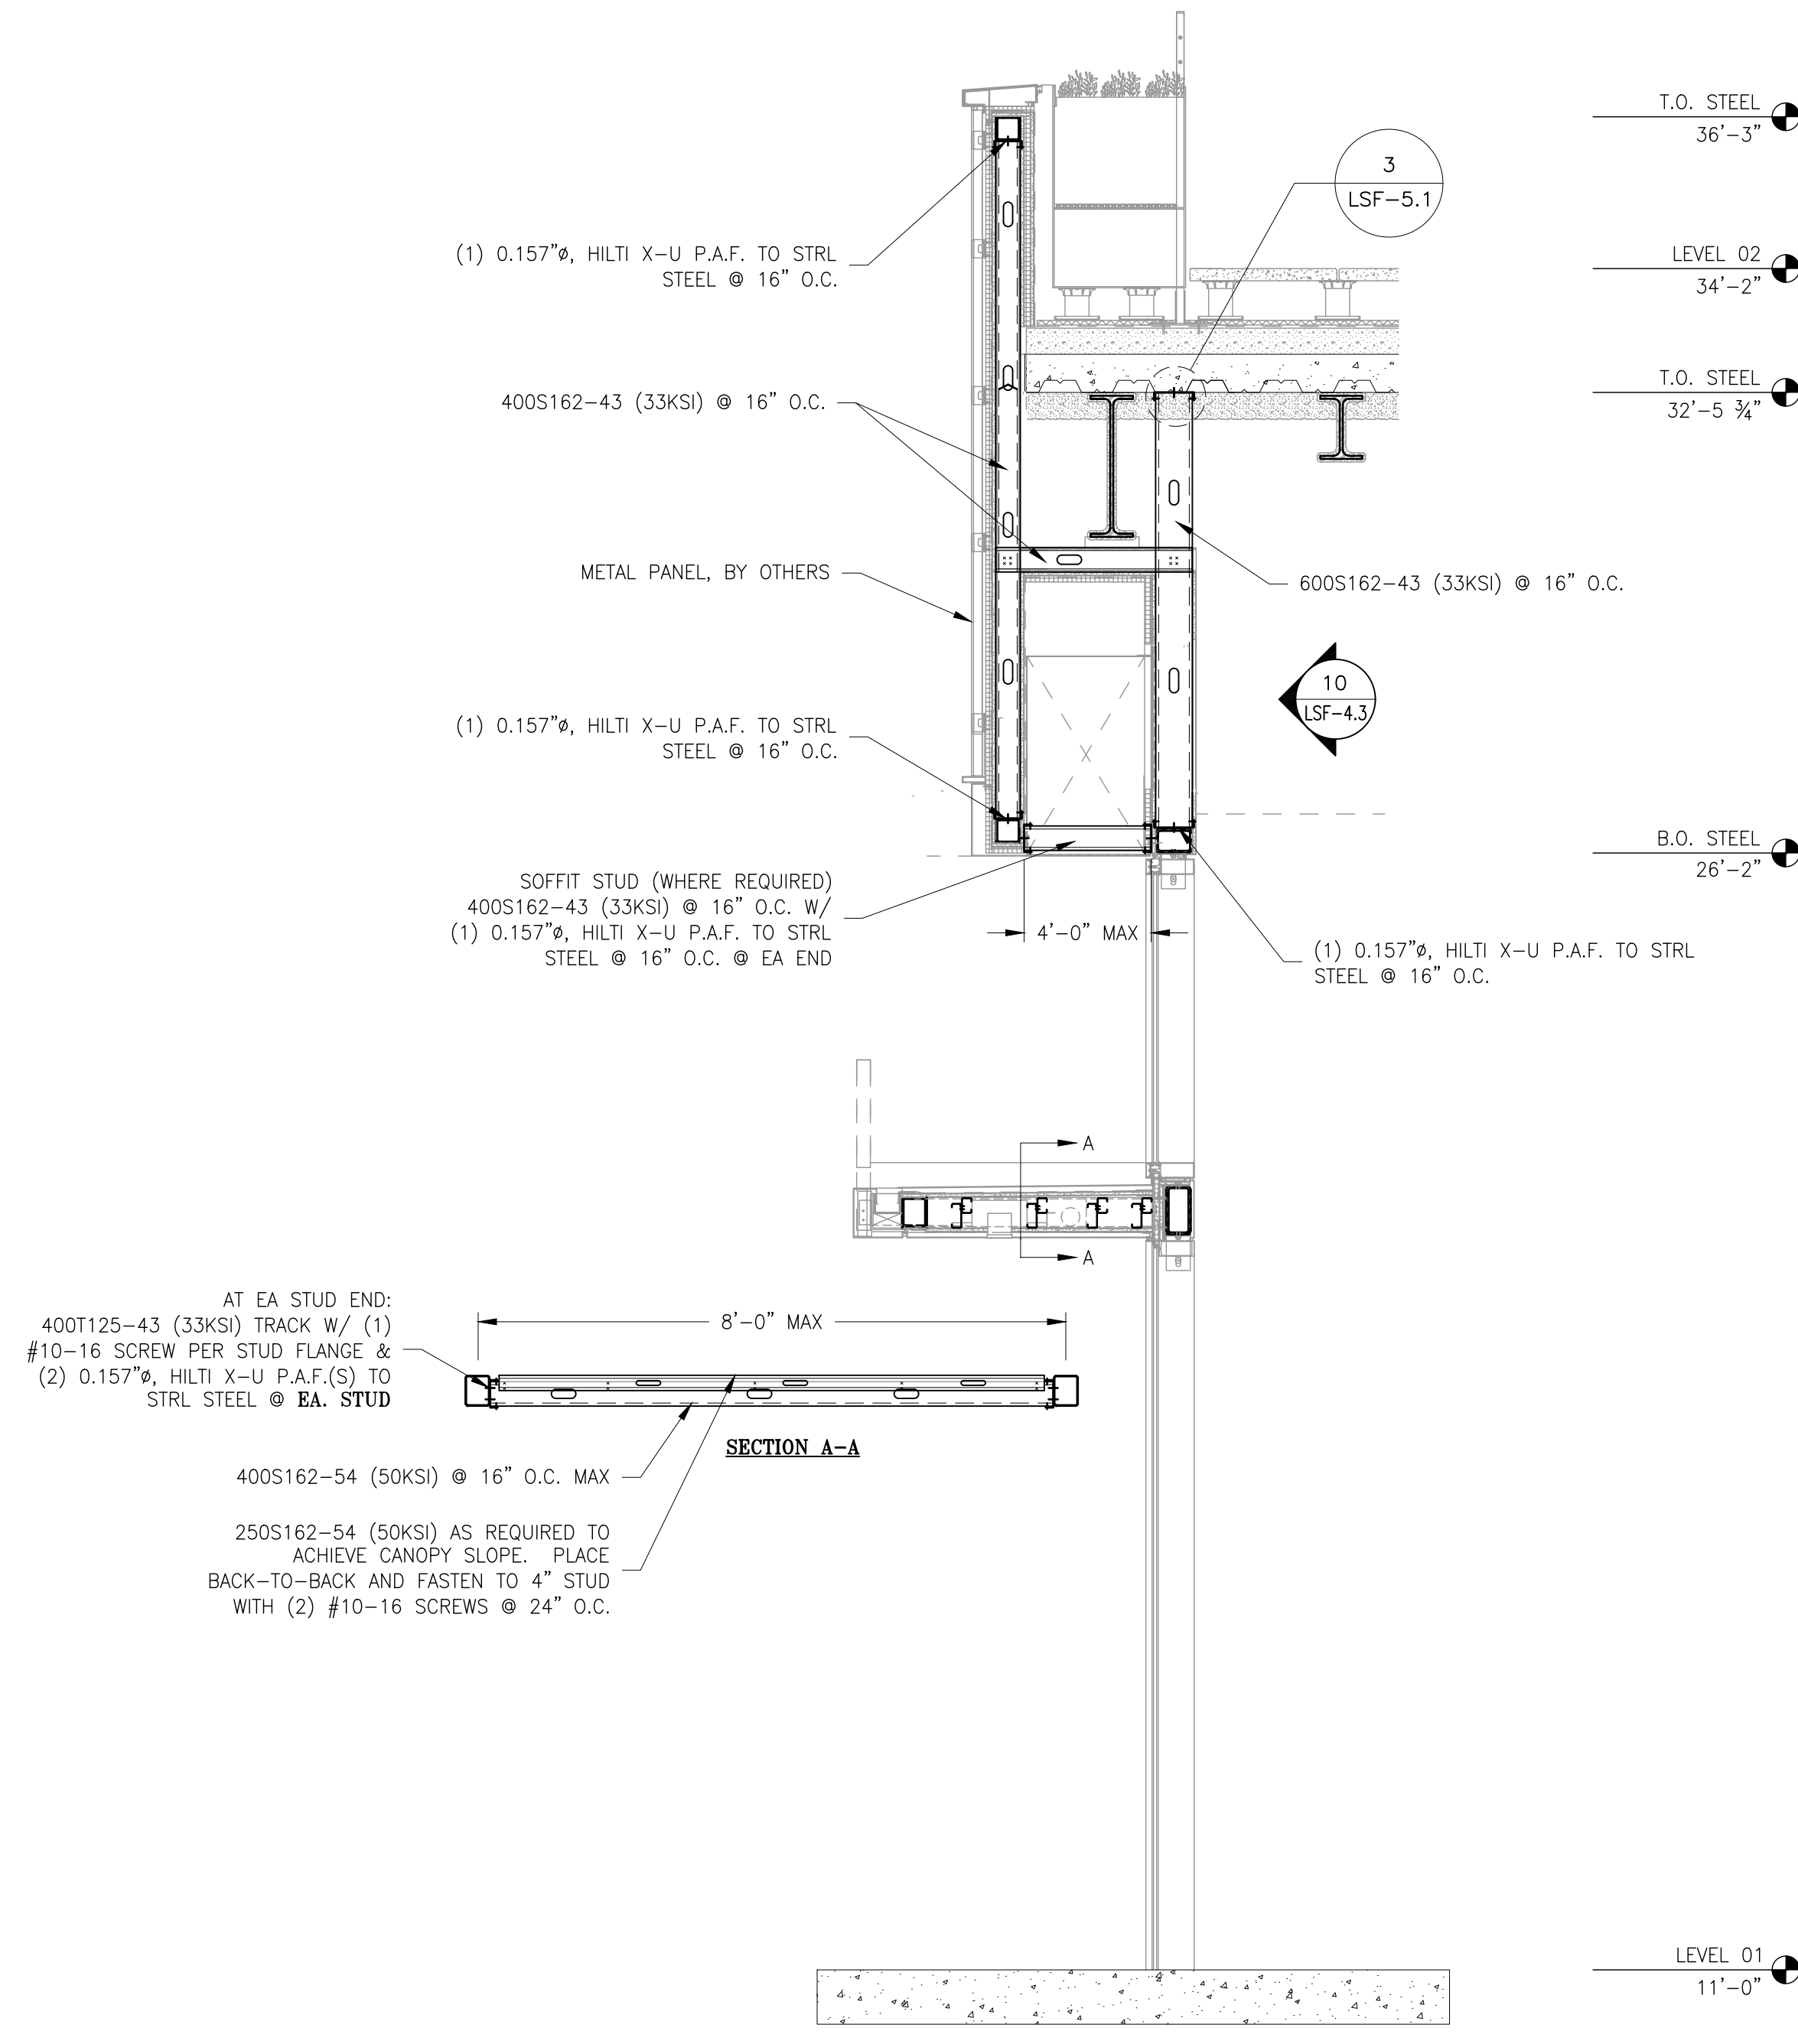 T.O. STEEL
36'-3"
3
LSF-5.1
(1) 0.157"ø, HILTI X-U P.A.F. TO STRL
STEEL @ 16" O.C.
LEVEL 02
34'-2"
400S162-43 (33KSI) @ 16" O.C.
T.O. STEEL
32'-5 ¾"
METAL PANEL, BY OTHERS
600S162-43 (33KSI) @ 16" O.C.
10
LSF-4.3
(1) 0.157"ø, HILTI X-U P.A.F. TO STRL
STEEL @ 16" O.C.
B.O. STEEL
26'-2"
SOFFIT STUD (WHERE REQUIRED)
400S162-43 (33KSI) @ 16" O.C. W/
(1) 0.157"ø, HILTI X-U P.A.F. TO STRL
STEEL @ 16" O.C. @ EA END
4'-0" MAX
(1) 0.157"ø, HILTI X-U P.A.F. TO STRL
STEEL @ 16" O.C.
A
A
AT EA STUD END:
400T125-43 (33KSI) TRACK W/ (1)
#10-16 SCREW PER STUD FLANGE &
(2) 0.157"ø, HILTI X-U P.A.F.(S) TO
STRL STEEL @ EA. STUD
8'-0" MAX
SECTION A-A
400S162-54 (50KSI) @ 16" O.C. MAX
250S162-54 (50KSI) AS REQUIRED TO
ACHIEVE CANOPY SLOPE. PLACE
BACK-TO-BACK AND FASTEN TO 4" STUD
WITH (2) #10-16 SCREWS @ 24" O.C.
LEVEL 01
11'-0"